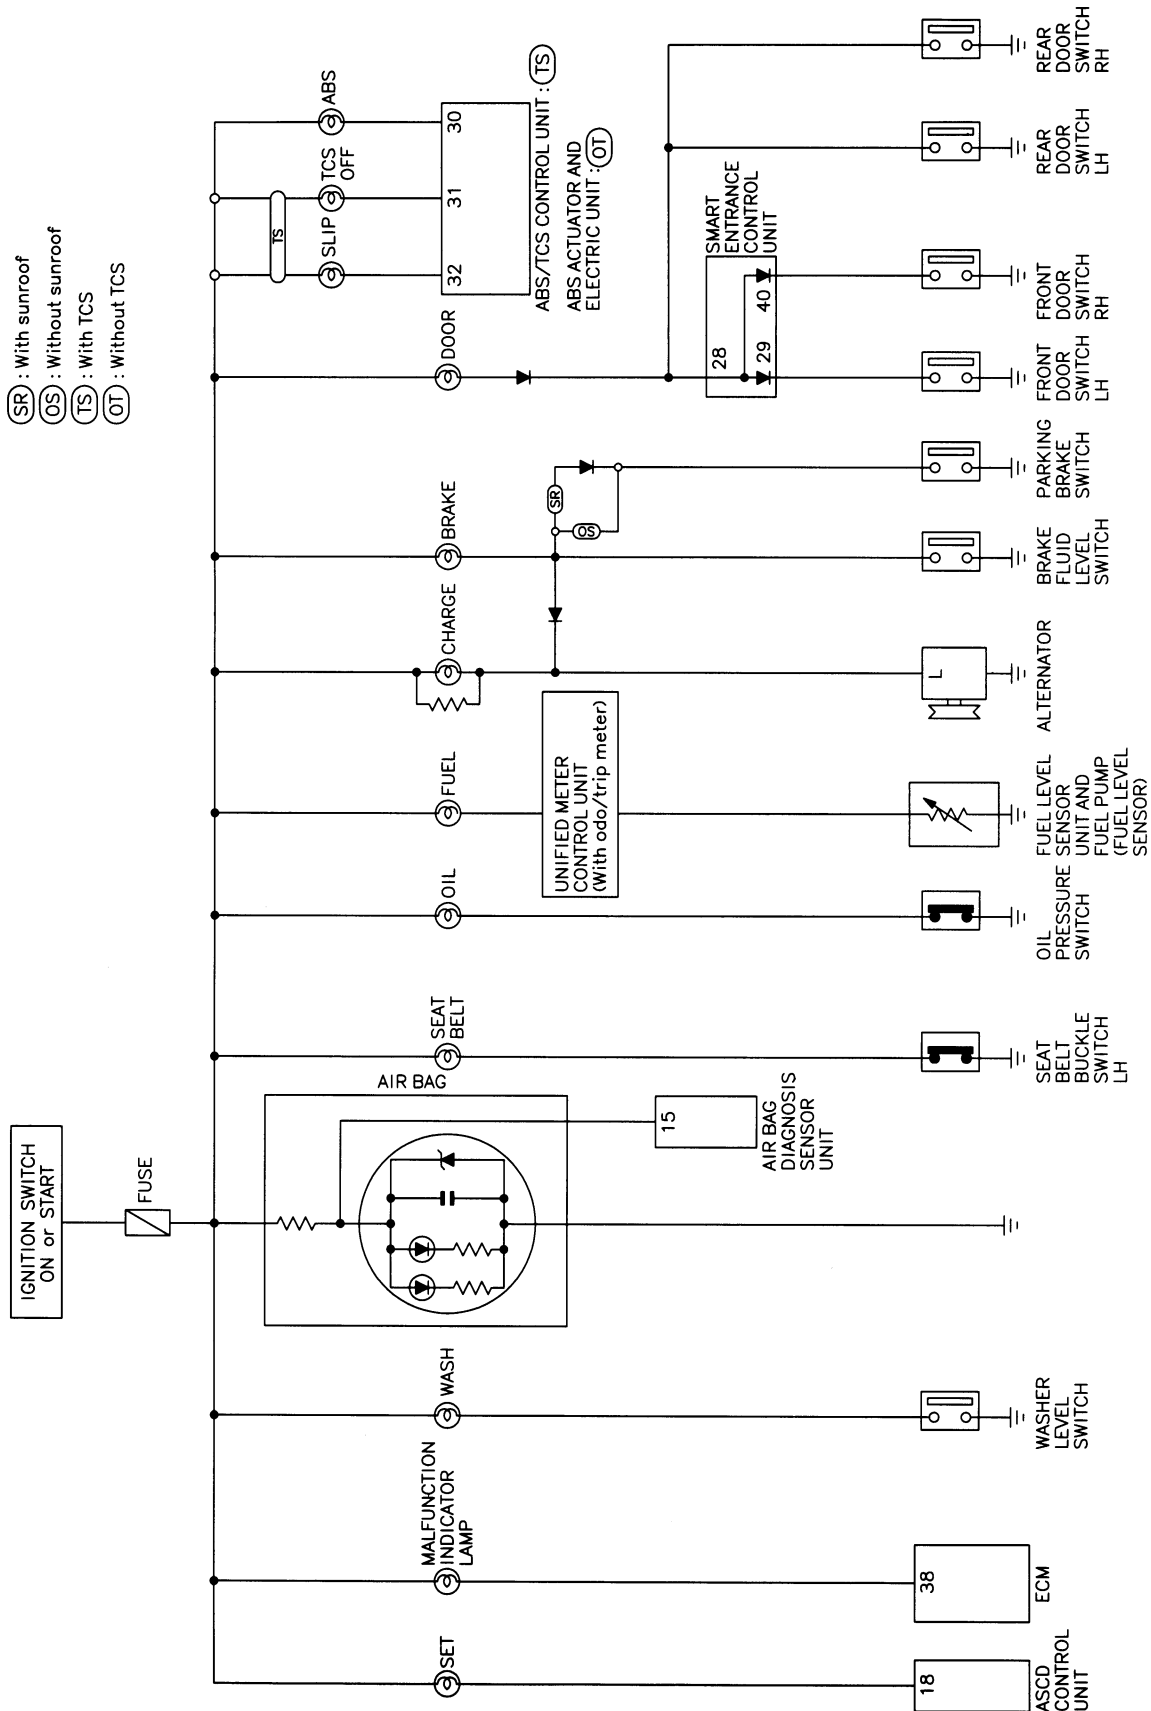 SR : With sunroof
OS : Without sunroof
TS : With TCS
OT : Without TCS
IGNITION SWITCH
ON or START
FUSE
ABS
TCS
OFF
SLIP
TS
30
31
32
ABS/TCS CONTROL UNIT : TS
ABS ACTUATOR AND
ELECTRIC UNIT : OT
DOOR
SMART
ENTRANCE
CONTROL
UNIT
28
29
40
REAR
DOOR
SWITCH
RH
REAR
DOOR
SWITCH
LH
FRONT
DOOR
SWITCH
RH
FRONT
DOOR
SWITCH
LH
BRAKE
SR
OS
PARKING
BRAKE
SWITCH
BRAKE
FLUID
LEVEL
SWITCH
CHARGE
L
ALTERNATOR
FUEL
UNIFIED METER
CONTROL UNIT
(With odo/trip meter)
FUEL LEVEL
SENSOR
UNIT AND
FUEL PUMP
(FUEL LEVEL
SENSOR)
OIL
OIL
PRESSURE
SWITCH
SEAT
BELT
SEAT
BELT
BUCKLE
SWITCH
LH
AIR BAG
15
AIR BAG
DIAGNOSIS
SENSOR
UNIT
WASH
WASHER
LEVEL
SWITCH
MALFUNCTION
INDICATOR
LAMP
38
ECM
SET
18
ASCD
CONTROL
UNIT